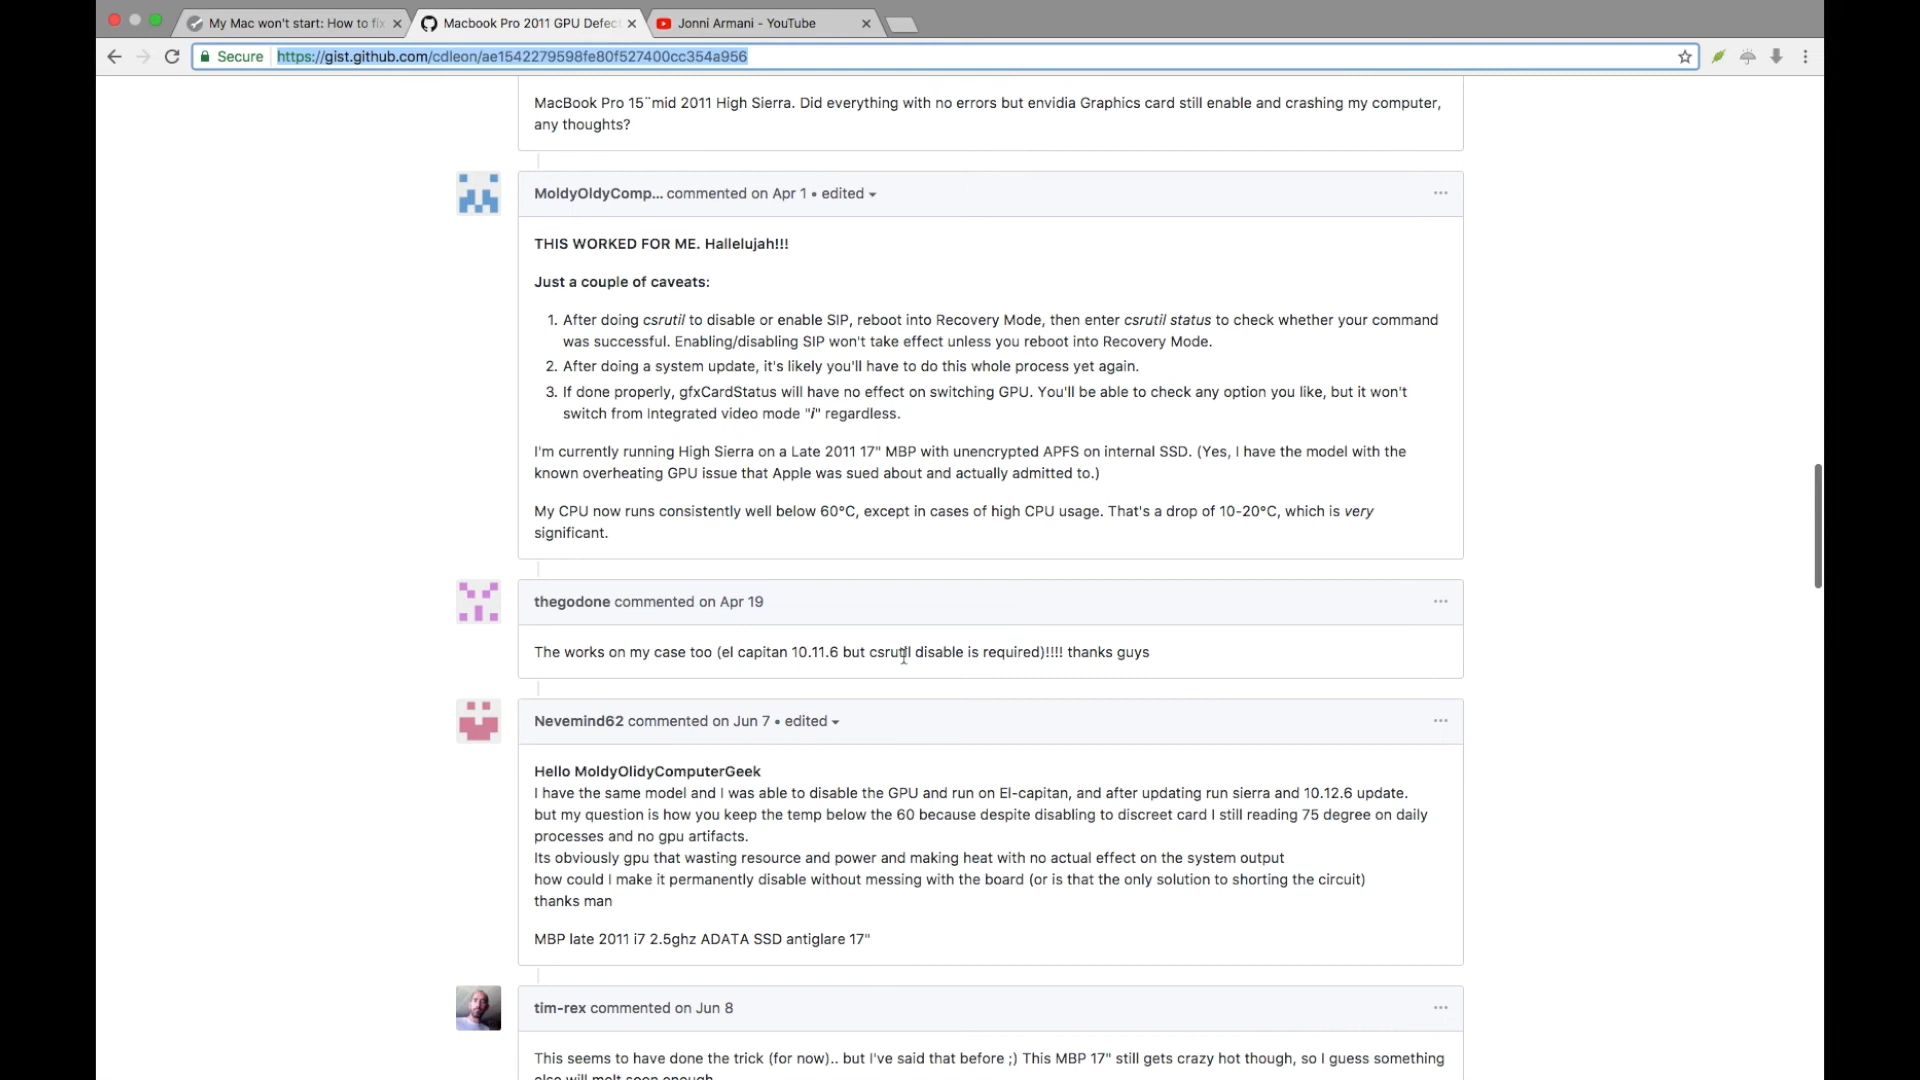 My Mac won't start: How to fix
Macbook Pro 2011 GPU Defect
Jonni Armani - YouTube
Secure https://gist.github.com/cdleon/ae1542279598fe80f527400cc354a956
MacBook Pro 15¨mid 2011 High Sierra. Did everything with no errors but envidia Graphics card still enable and crashing my computer,
any thoughts?
MoldyOldyComp... commented on Apr 1 • edited
THIS WORKED FOR ME. Hallelujah!!!
Just a couple of caveats:
1. After doing csrutil to disable or enable SIP, reboot into Recovery Mode, then enter csrutil status to check whether your command
was successful. Enabling/disabling SIP won't take effect unless you reboot into Recovery Mode.
2. After doing a system update, it's likely you'll have to do this whole process yet again.
3. If done properly, gfxCardStatus will have no effect on switching GPU. You'll be able to check any option you like, but it won't
switch from Integrated video mode "i" regardless.
I'm currently running High Sierra on a Late 2011 17" MBP with unencrypted APFS on internal SSD. (Yes, I have the model with the
known overheating GPU issue that Apple was sued about and actually admitted to.)
My CPU now runs consistently well below 60°C, except in cases of high CPU usage. That's a drop of 10-20°C, which is very
significant.
thegodone commented on Apr 19
The works on my case too (el capitan 10.11.6 but csrutil disable is required)!!!! thanks guys
Nevemind62 commented on Jun 7 • edited
Hello MoldyOlidyComputerGeek
I have the same model and I was able to disable the GPU and run on El-capitan, and after updating run sierra and 10.12.6 update.
but my question is how you keep the temp below the 60 because despite disabling to discreet card I still reading 75 degree on daily
processes and no gpu artifacts.
Its obviously gpu that wasting resource and power and making heat with no actual effect on the system output
how could I make it permanently disable without messing with the board (or is that the only solution to shorting the circuit)
thanks man
MBP late 2011 i7 2.5ghz ADATA SSD antiglare 17"
tim-rex commented on Jun 8
This seems to have done the trick (for now).. but I've said that before ;) This MBP 17" still gets crazy hot though, so I guess something
else will melt soon enough